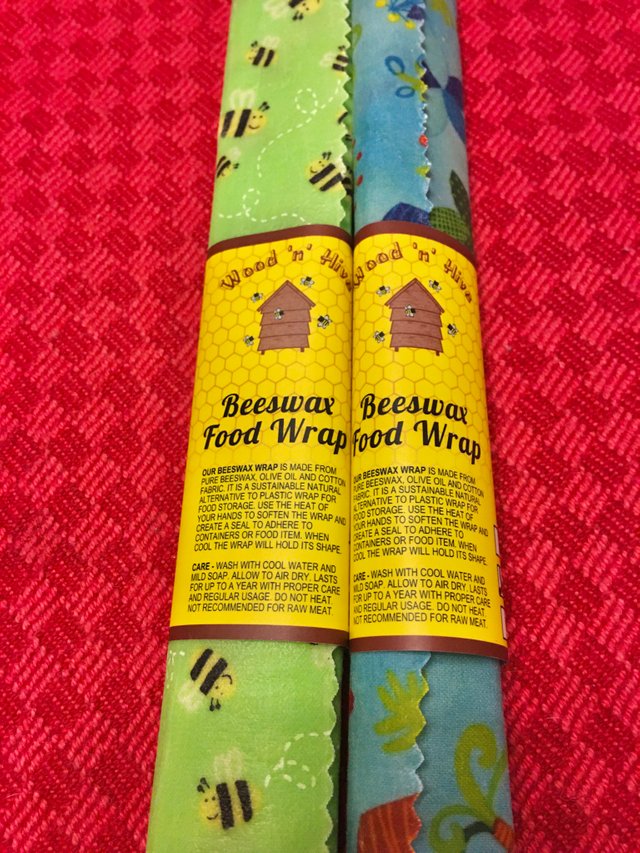 Wood 'n' Hive
Beeswax
Food Wrap
OUR BEESWAX WRAP IS MADE FROM
PURE BEESWAX, OLIVE OIL AND COTTON
FABRIC. IT IS A SUSTAINABLE NATURAL
ALTERNATIVE TO PLASTIC WRAP FOR
FOOD STORAGE. USE THE HEAT OF
YOUR HANDS TO SOFTEN THE WRAP AND
CREATE A SEAL TO ADHERE TO
CONTAINERS OR FOOD ITEM. WHEN
COOL THE WRAP WILL HOLD ITS SHAPE.
CARE - WASH WITH COOL WATER AND
MILD SOAP. ALLOW TO AIR DRY. LASTS
FOR UP TO A YEAR WITH PROPER CARE
AND REGULAR USAGE. DO NOT HEAT.
NOT RECOMMENDED FOR RAW MEAT.
Wood 'n' Hive
Beeswax
Food Wrap
OUR BEESWAX WRAP IS MADE FROM
PURE BEESWAX, OLIVE OIL AND COTTON
FABRIC. IT IS A SUSTAINABLE NATURAL
ALTERNATIVE TO PLASTIC WRAP FOR
FOOD STORAGE. USE THE HEAT OF
YOUR HANDS TO SOFTEN THE WRAP AND
CREATE A SEAL TO ADHERE TO
CONTAINERS OR FOOD ITEM. WHEN
COOL THE WRAP WILL HOLD ITS SHAPE.
CARE - WASH WITH COOL WATER AND
MILD SOAP. ALLOW TO AIR DRY. LASTS
FOR UP TO A YEAR WITH PROPER CARE
AND REGULAR USAGE. DO NOT HEAT.
NOT RECOMMENDED FOR RAW MEAT.